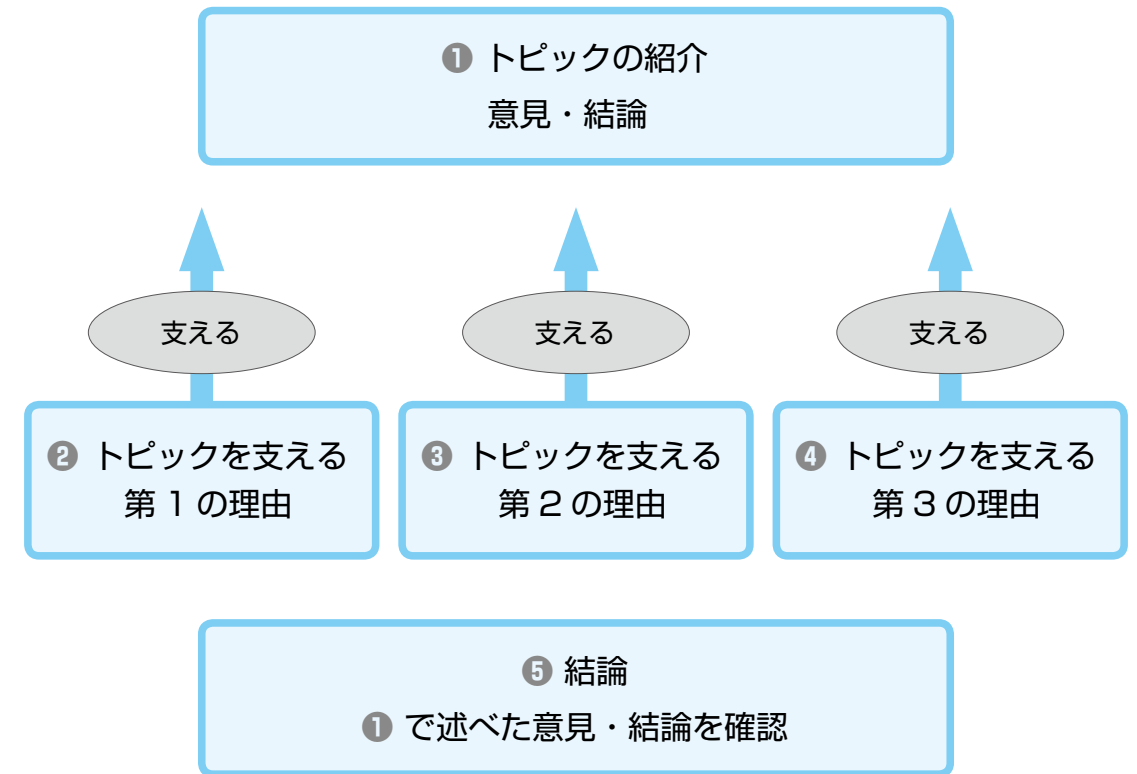 ❶ トピックの紹介
意見・結論
支える
支える
支える
❷ トピックを支える
第 1 の理由
❸ トピックを支える
第 2 の理由
❹ トピックを支える
第 3 の理由
❺ 結論
❶ で述べた意見・結論を確認